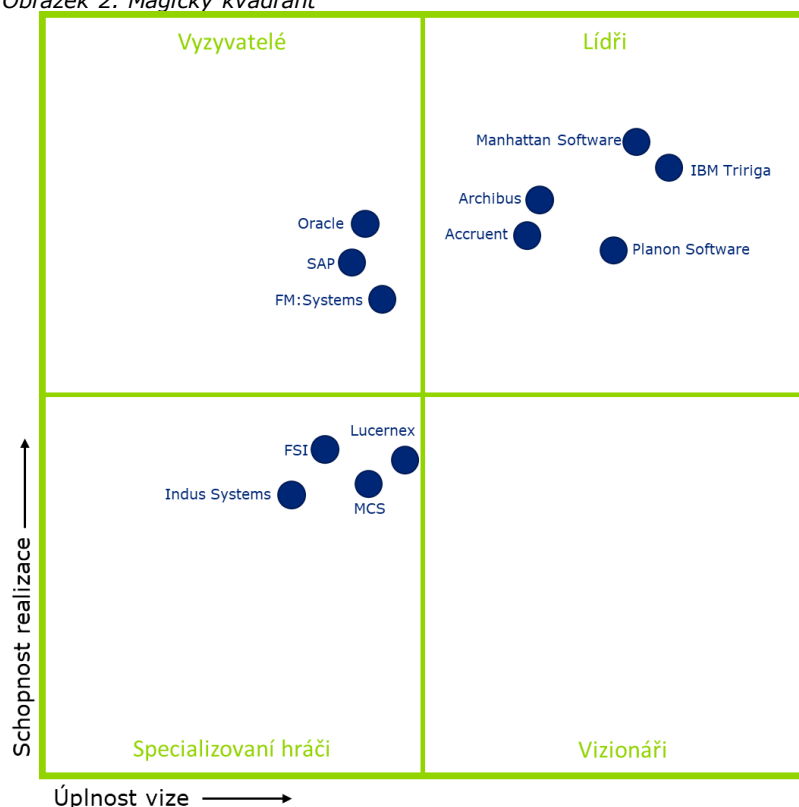 Obrázek 2: Magický kvadrant
Vyzyvatelé
Lídři
Manhattan Software
IBM Tririga
Archibus
Oracle
Accruent
Planon Software
SAP
FM:Systems
Lucernex
FSI
Indus Systems
MCS
Schopnost realizace
Specializovaní hráči
Vizionáři
Úplnost vize